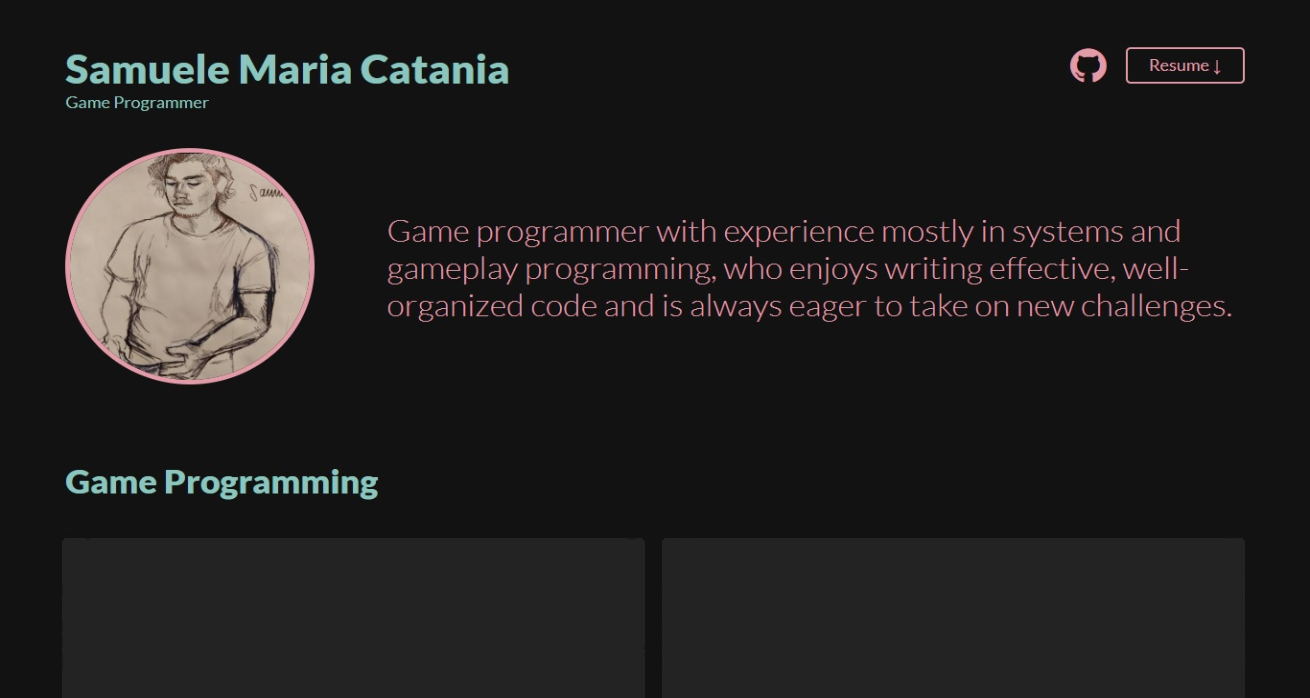 Samuele Maria Catania
Game Programmer
Resume ↓
Game programmer with experience mostly in systems and
gameplay programming, who enjoys writing effective, well-
organized code and is always eager to take on new challenges.
Game Programming